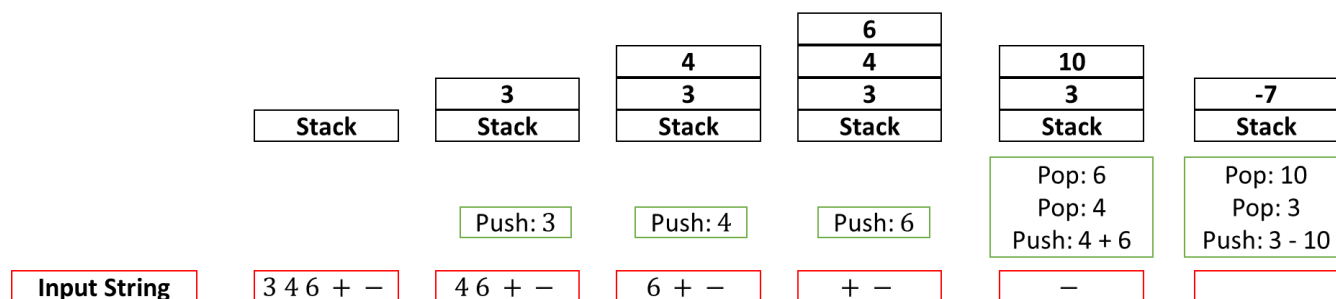 6
4 4 10
3 3 3 3 -7
Stack Stack Stack Stack Stack Stack
Pop: 6 Pop: 10
Push: 3 Push: 4 Push: 6 Pop: 4 Pop: 3
Push: 4 + 6 Push: 3 - 10
Input String 3 4 6 + − 4 6 + − 6 + − + − −